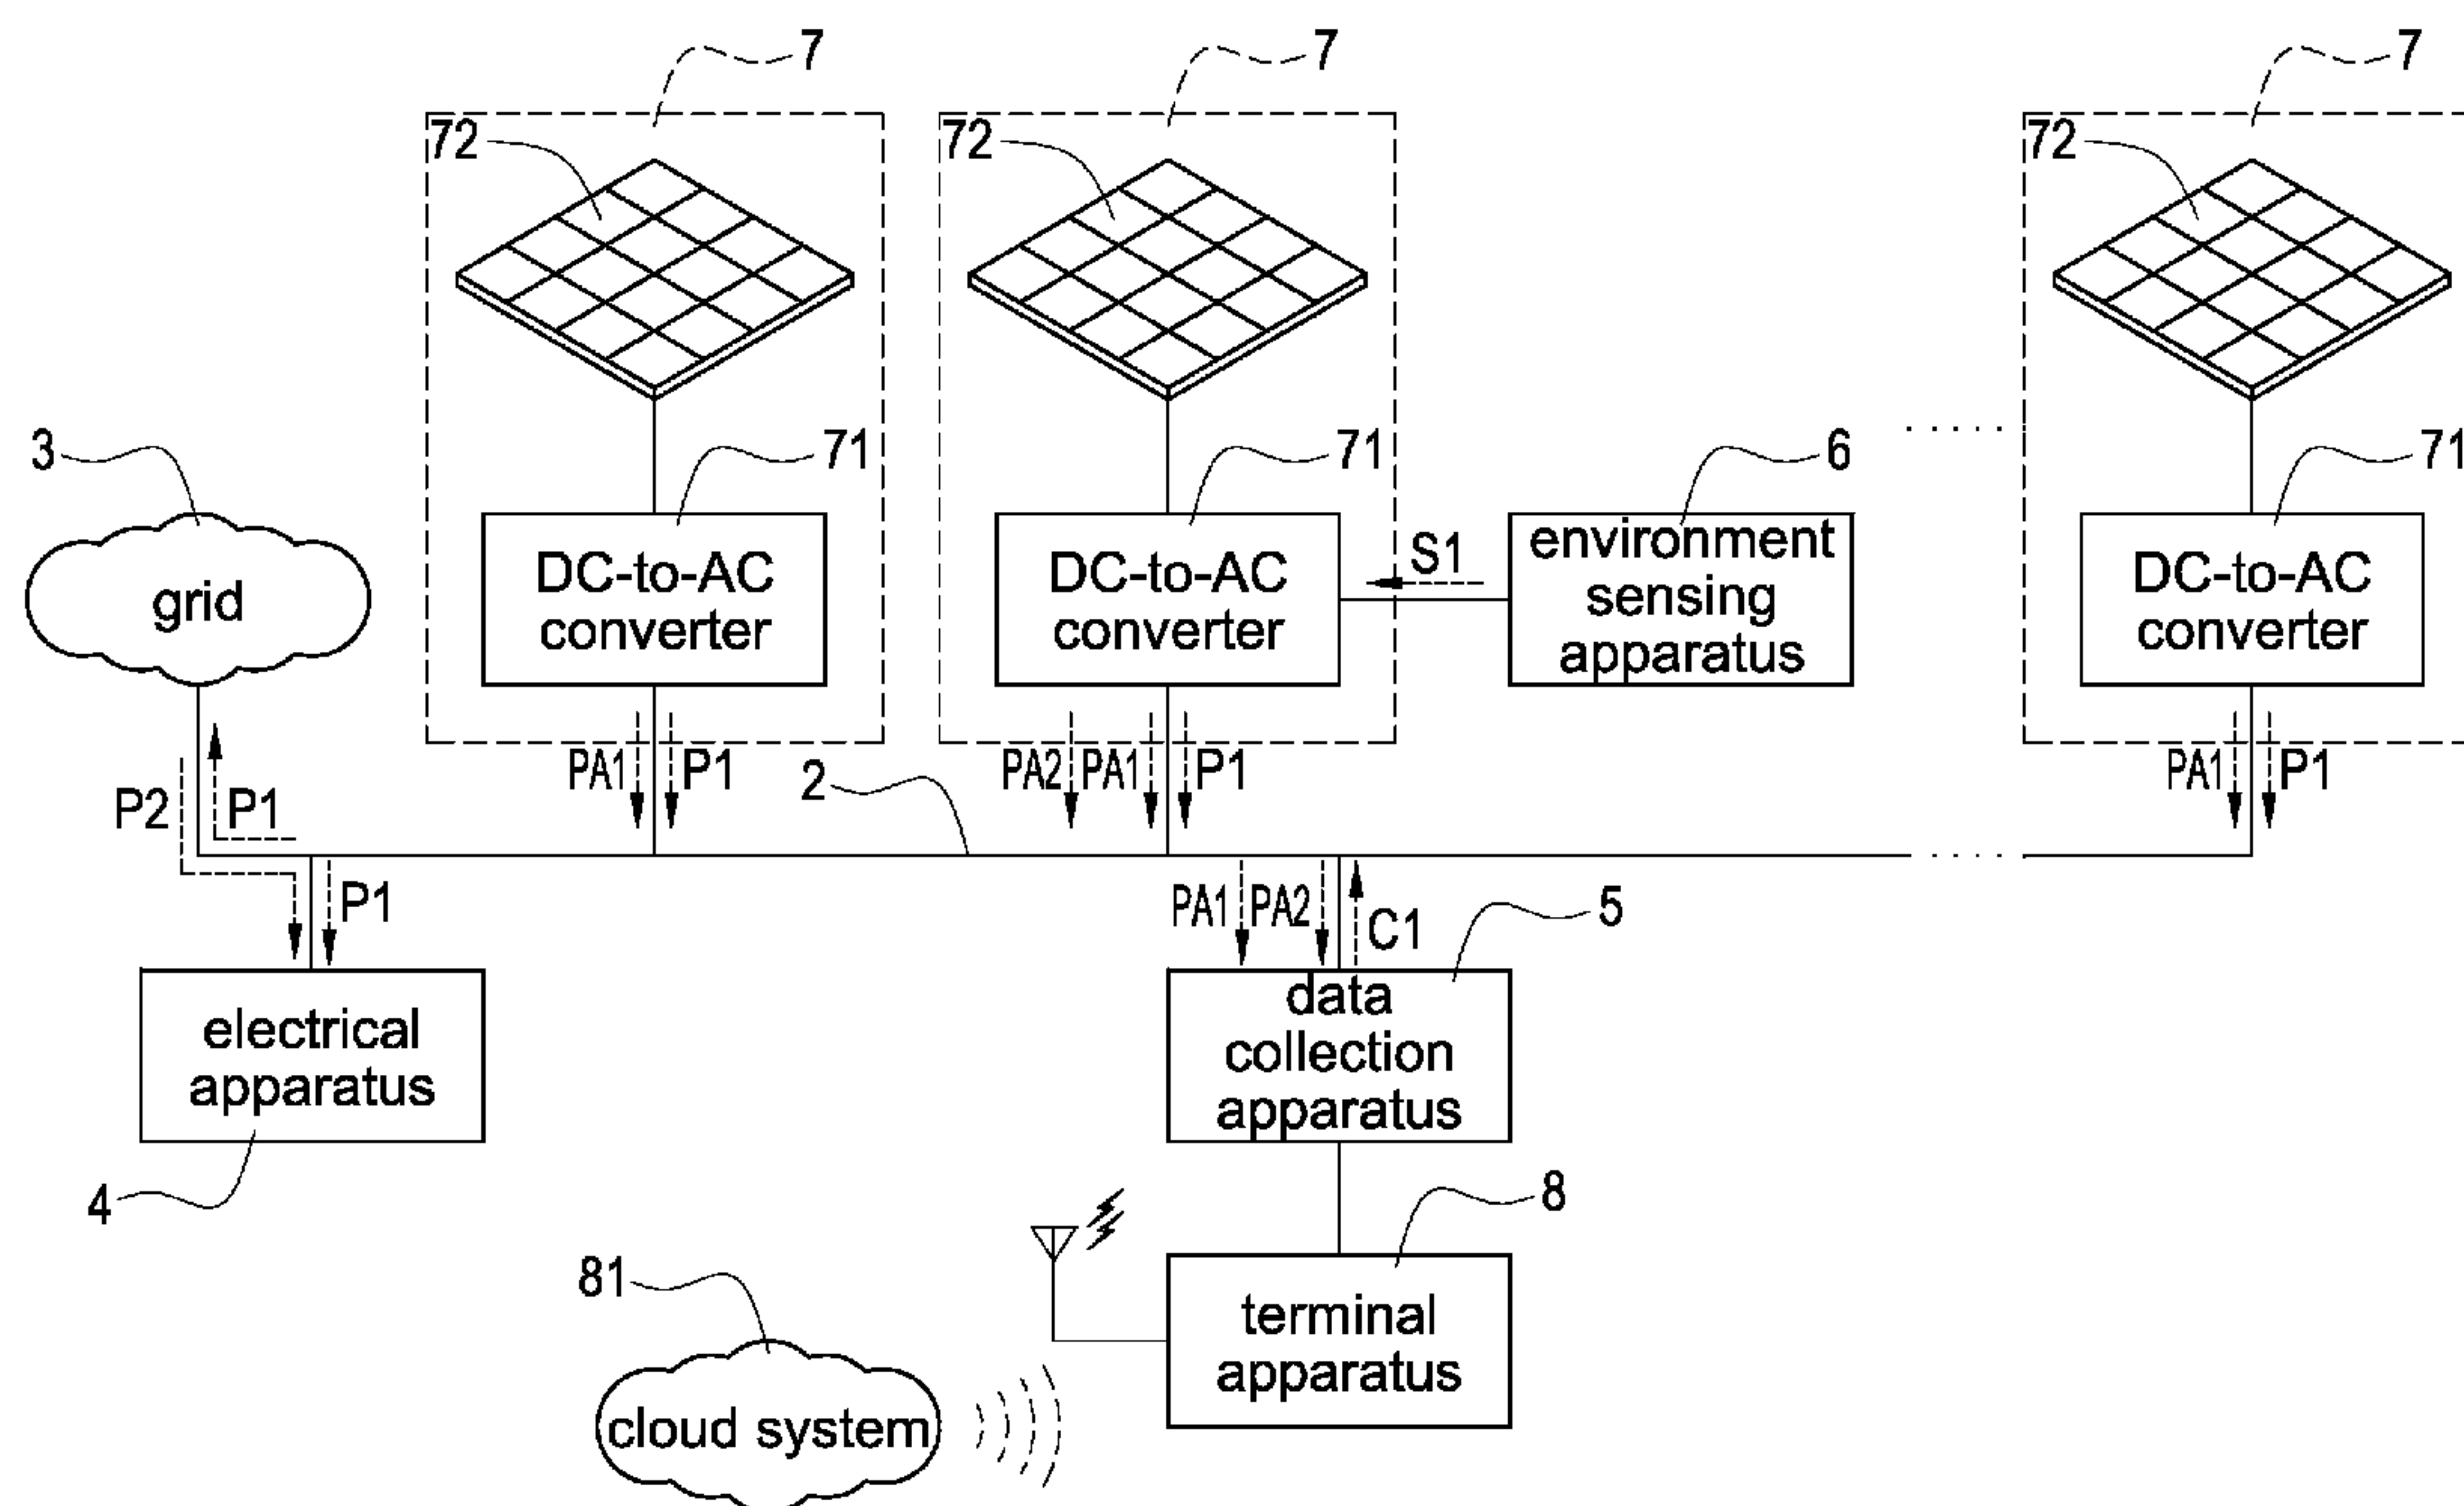 7
7
7
72
72
72
3
71
71
6
71
grid
DC-to-AC
converter
DC-to-AC
converter
S1
environment
sensing
apparatus
DC-to-AC
converter
P2
P1
PA1
P1
2
PA2
PA1
P1
PA1
P1
P1
PA1
PA2
C1
5
electrical
apparatus
data
collection
apparatus
4
8
81
terminal
apparatus
cloud system